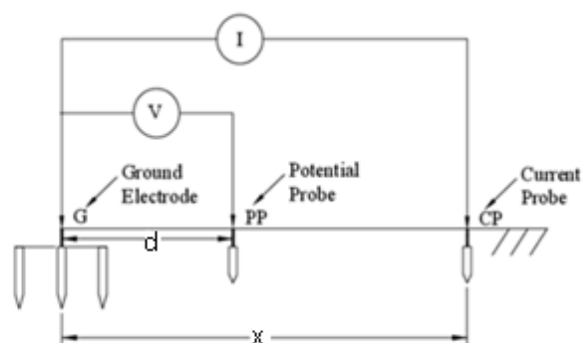 I
V
Ground
Electrode
Potential
Probe
Current
Probe
G
PP
CP
d
x